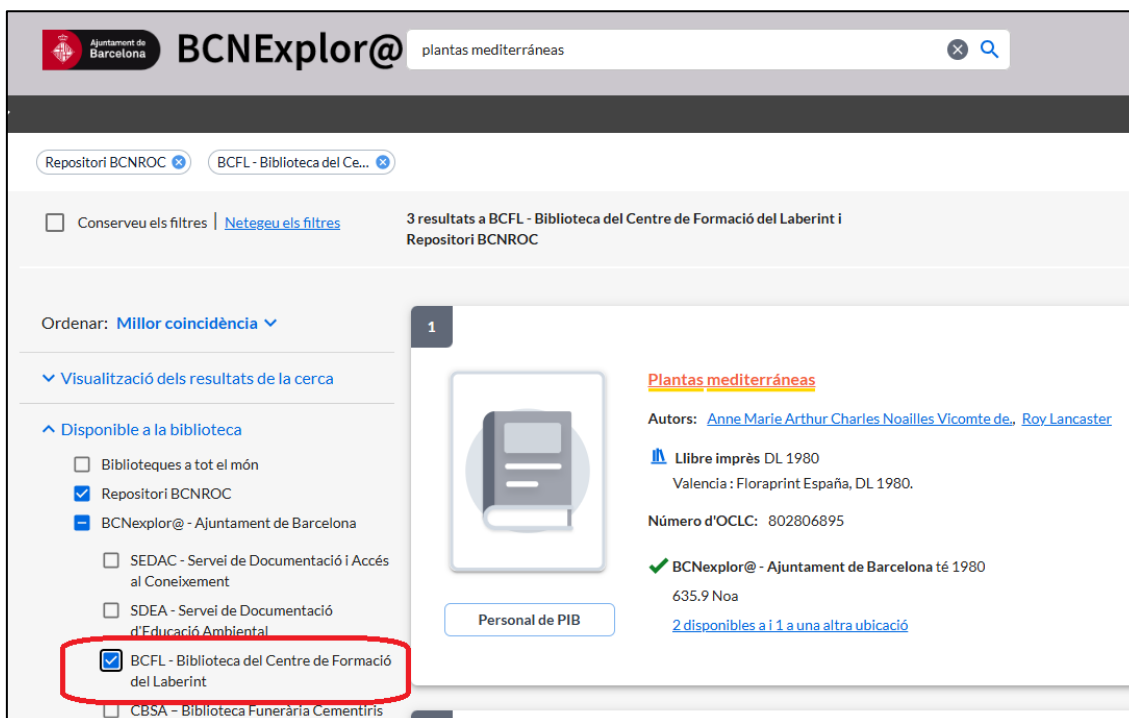 Ajuntament de
Barcelona
BCNExplor@
plantas mediterráneas
Repositori BCNROC
BCFL - Biblioteca del Ce...
Conserveu els filtres | Netegeu els filtres
3 resultats a BCFL - Biblioteca del Centre de Formació del Laberint i
Repositori BCNROC
Ordenar: Millor coincidència
Visualització dels resultats de la cerca
Disponible a la biblioteca
Biblioteques a tot el món
Repositori BCNROC
BCNexplor@ - Ajuntament de Barcelona
SEDAC - Servei de Documentació i Accés
al Coneixement
SDEA - Servei de Documentació
d'Educació Ambiental
BCFL - Biblioteca del Centre de Formació
del Laberint
CBSA – Biblioteca Funerària Cementiris
1
Plantas mediterráneas
Autors: Anne Marie Arthur Charles Noailles Vicomte de., Roy Lancaster
Llibre imprès DL 1980
Valencia : Floraprint España, DL 1980.
Número d'OCLC: 802806895
BCNexplor@ - Ajuntament de Barcelona té 1980
635.9 Noa
2 disponibles a i 1 a una altra ubicació
Personal de PIB